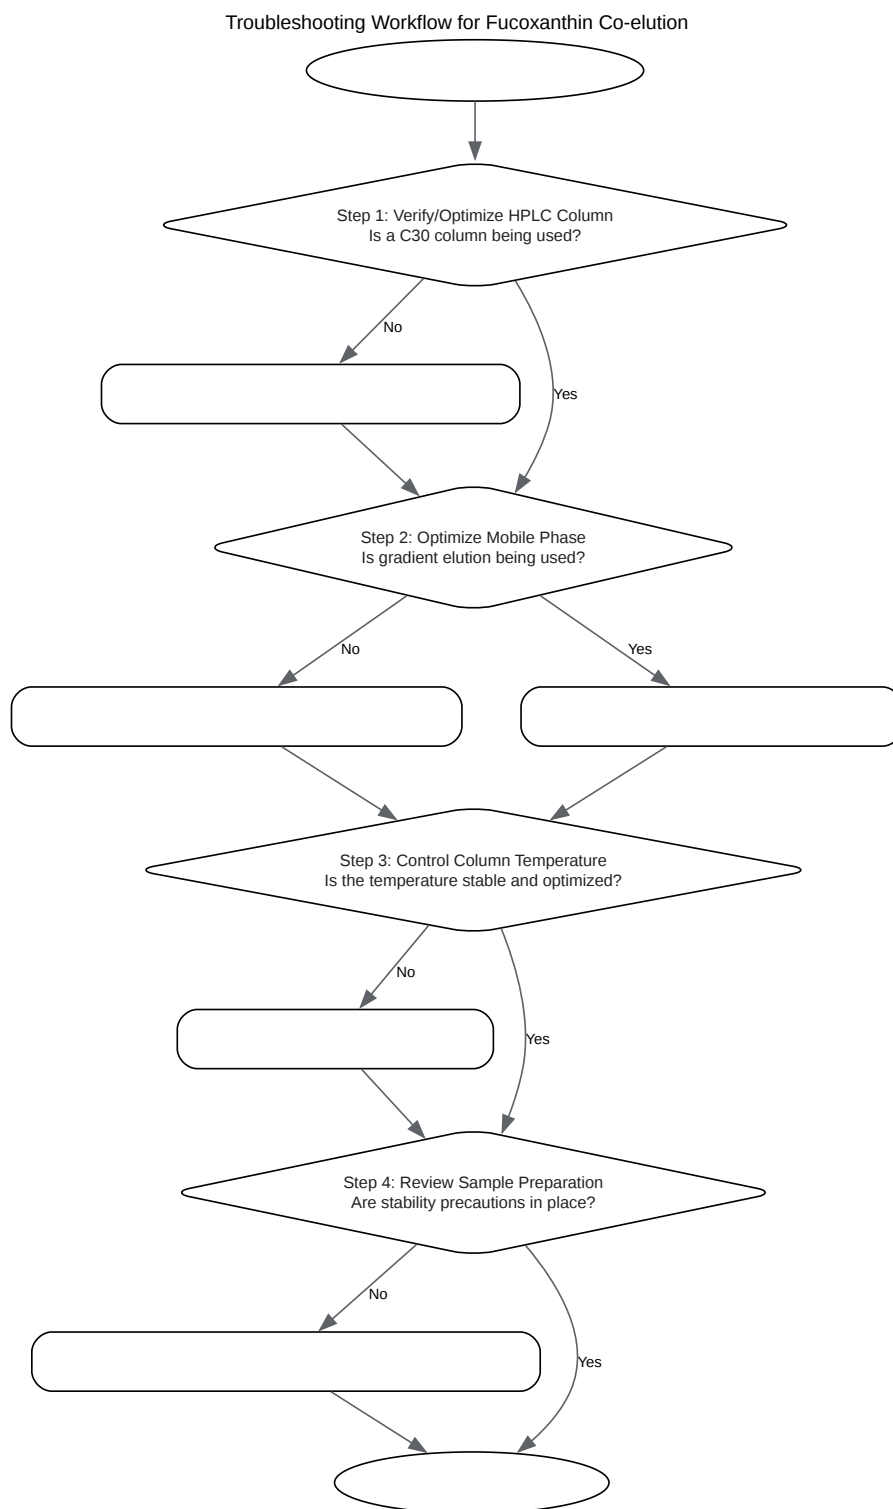 Troubleshooting Workflow for Fucoxanthin Co-elution
Step 1: Verify/Optimize HPLC Column
Is a C30 column being used?
No
Yes
Step 2: Optimize Mobile Phase
Is gradient elution being used?
No
Yes
Step 3: Control Column Temperature
Is the temperature stable and optimized?
No
Yes
Step 4: Review Sample Preparation
Are stability precautions in place?
No
Yes